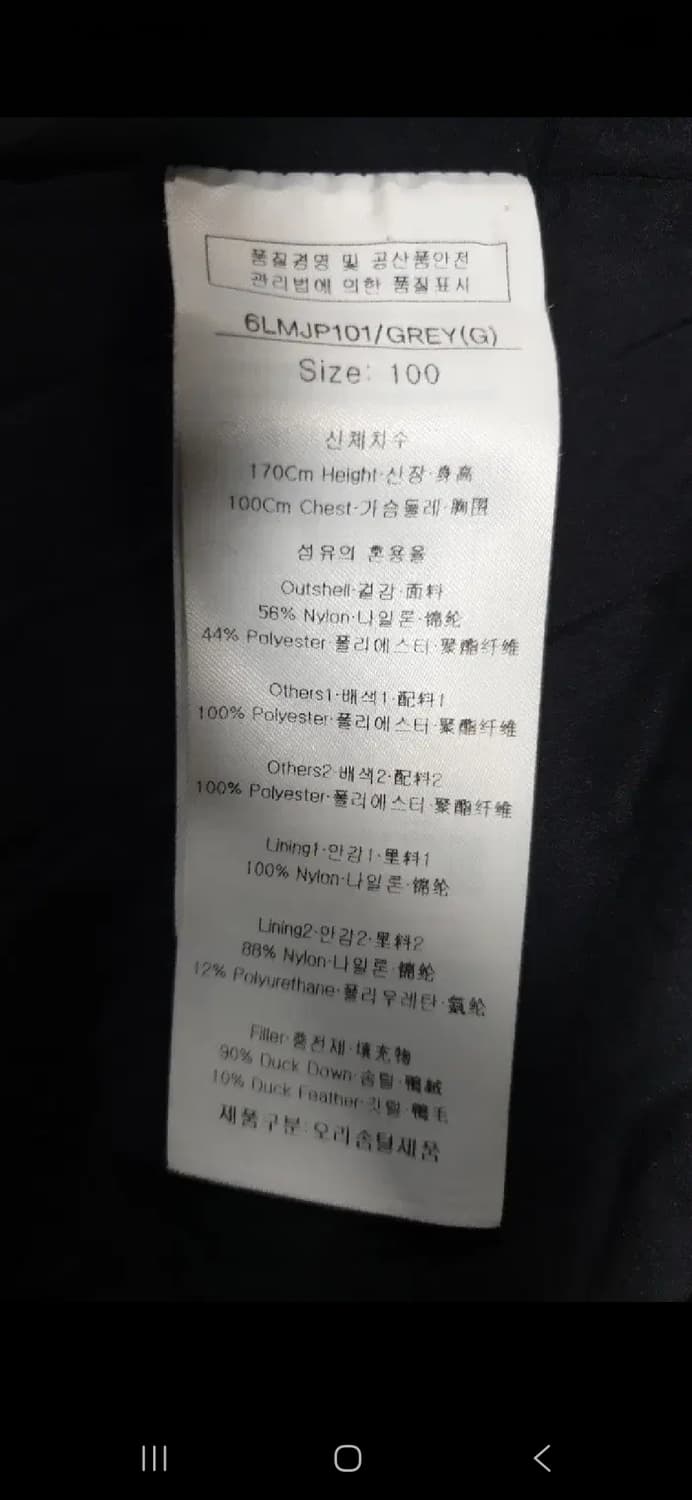 품질경영 및 공산품안전
관리법에 의한 품질표시
6LMJP101/GREY(G)
Size: 100
신체치수
170Cm Height·신장·身高
100Cm Chest·가슴둘레·胸围
섬유의 혼용율
Outshell·겉감·面料
56% Nylon·나일론·锦纶
44% Polyester·폴리에스터·聚酯纤维
Others1·배색1·配料1
100% Polyester·폴리에스터·聚酯纤维
Others2·배색2·配料2
100% Polyester·폴리에스터·聚酯纤维
Lining1·안감1·里料1
100% Nylon·나일론·锦纶
Lining2·안감2·里料2
88% Nylon·나일론·锦纶
12% Polyurethane·폴리우레탄·氨纶
Filler·충전재·填充物
90% Duck Down·솜털·鸭絨
10% Duck Feather·깃털·鸭毛
제품구분:오리솜털제품